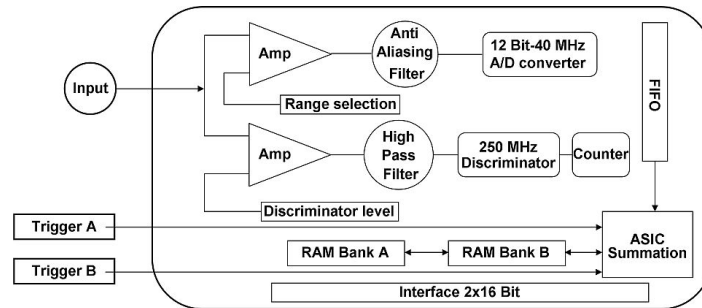 Input
Amp
Anti
Aliasing
Filter
12 Bit-40 MHz
A/D converter
Range selection
FIFO
Amp
High
Pass
Filter
250 MHz
Discriminator
Counter
Discriminator level
Trigger A
Trigger B
RAM Bank A
RAM Bank B
ASIC
Summation
Interface 2x16 Bit